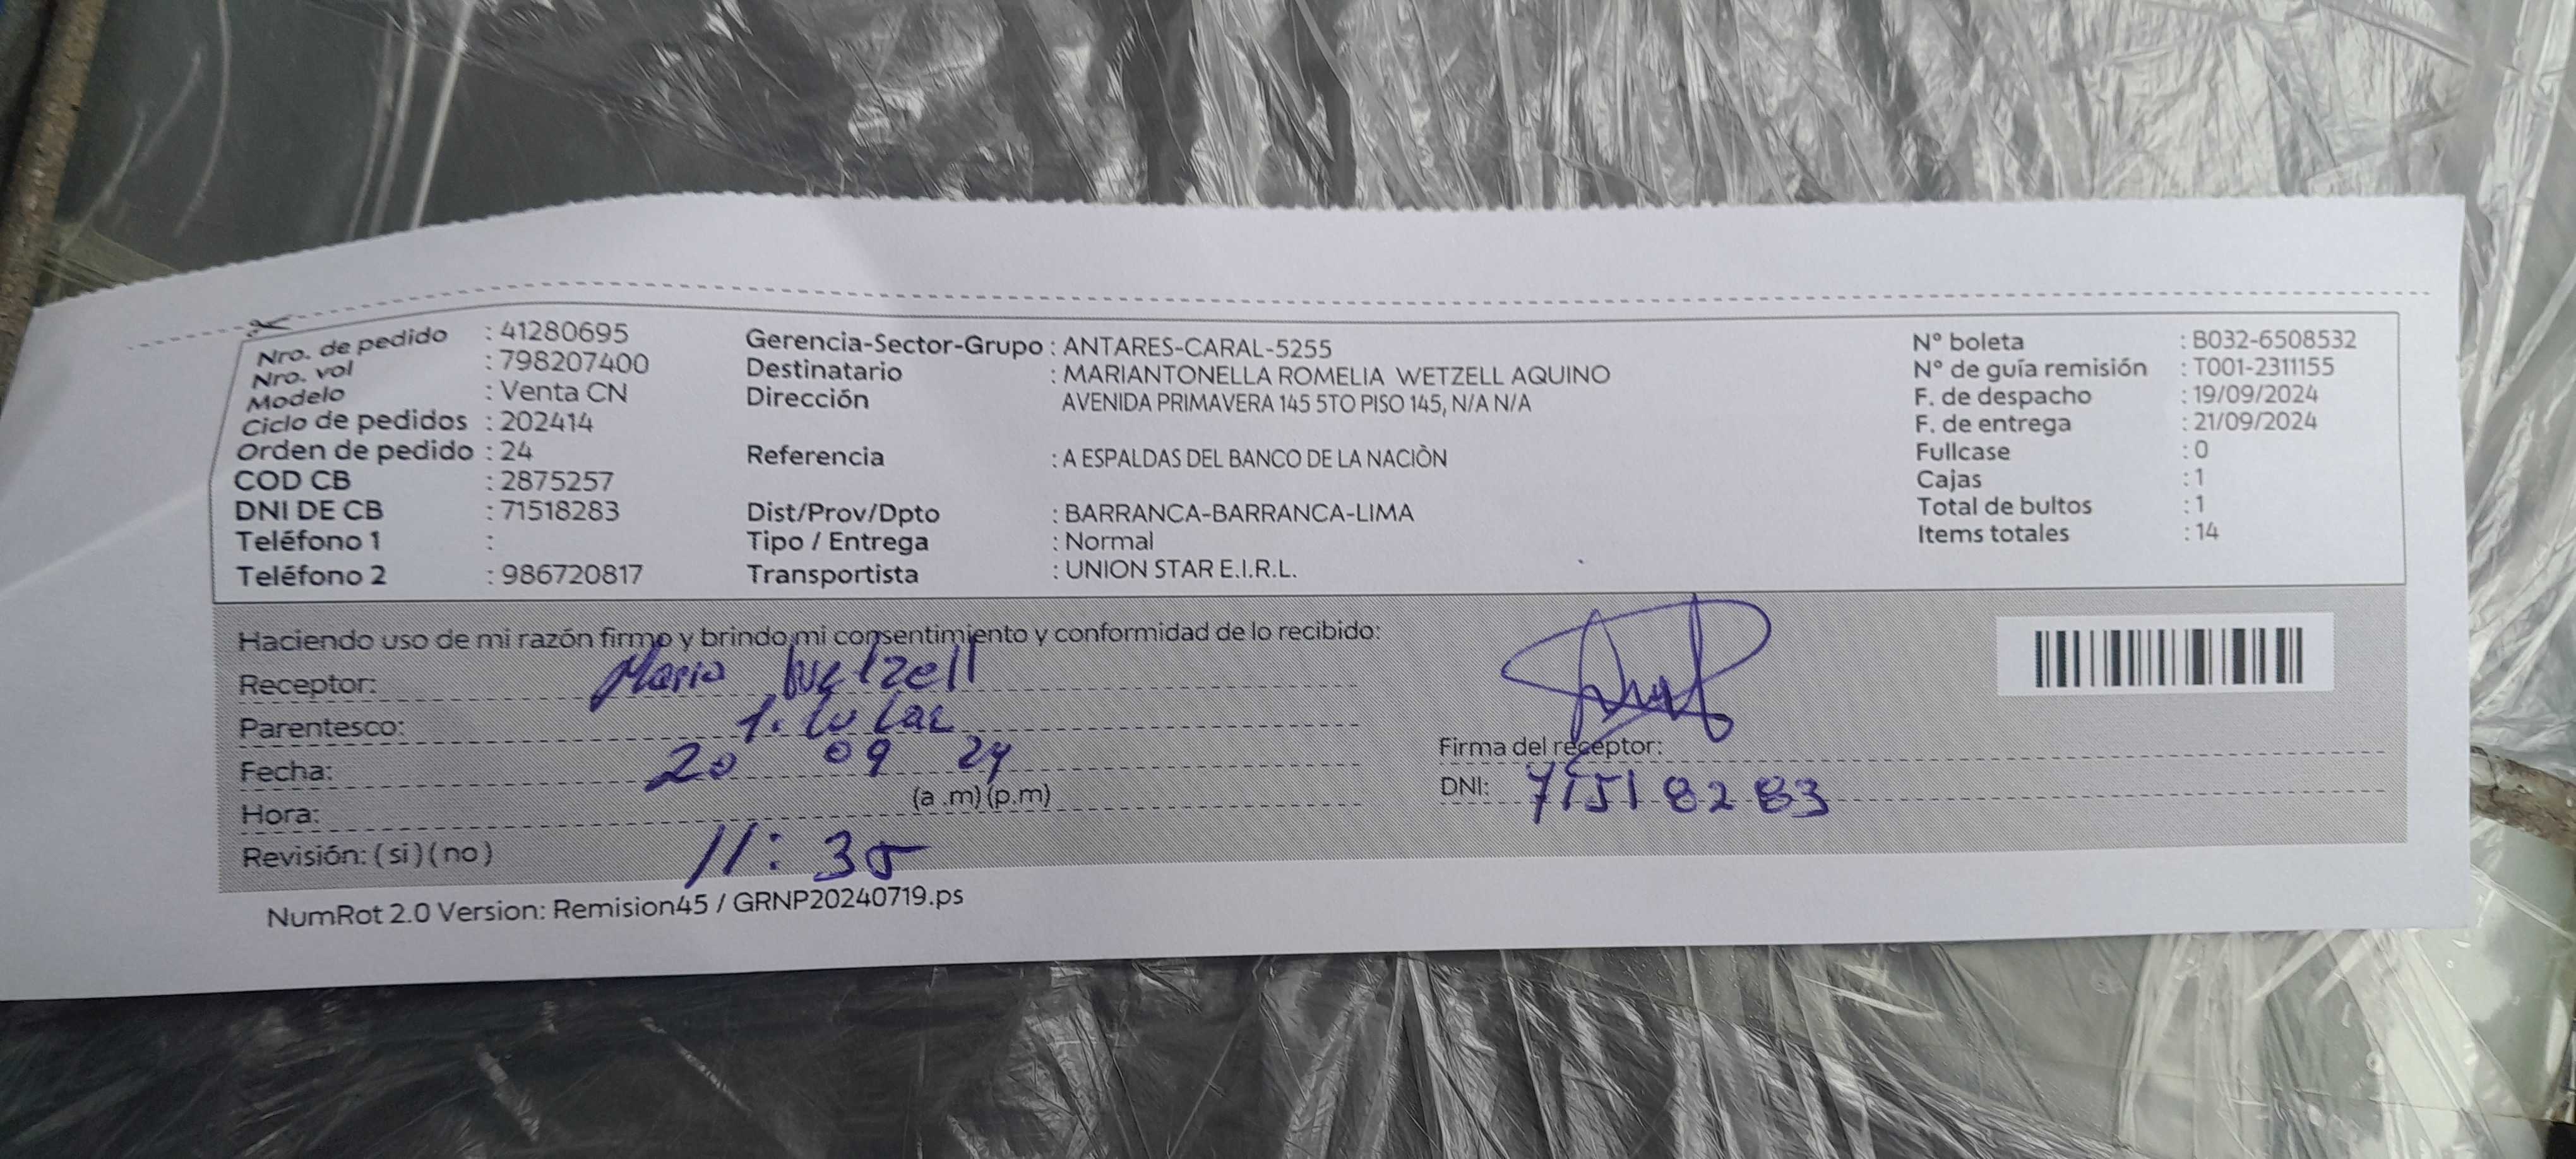 Nro. de pedido : 41280695
Nro. vol : 798207400
Modelo : Venta CN
Ciclo de pedidos : 202414
Orden de pedido : 24
COD CB : 2875257
DNI DE CB : 71518283
Teléfono 1 :
Teléfono 2 : 986720817
Gerencia-Sector-Grupo : ANTARES-CARAL-5255
Destinatario : MARIANTONELLA ROMELIA WETZELL AQUINO
Dirección AVENIDA PRIMAVERA 145 5TO PISO 145, N/A N/A
Referencia : A ESPALDAS DEL BANCO DE LA NACIÒN
Dist/Prov/Dpto : BARRANCA-BARRANCA-LIMA
Tipo / Entrega : Normal
Transportista : UNION STAR E.I.R.L.
N° boleta : B032-6508532
N° de guía remisión : T001-2311155
F. de despacho : 19/09/2024
F. de entrega : 21/09/2024
Fullcase : 0
Cajas : 1
Total de bultos : 1
Items totales : 14
Haciendo uso de mi razón firmo y brindo mi consentimiento y conformidad de lo recibido:
Receptor: Maria Wetzell
Parentesco: Titular
Fecha: 20 09 24
Hora: (a .m) (p.m)
Revisión: ( si ) ( no ) 11:35
Firma del receptor:
DNI: 71518283
NumRot 2.0 Version: Remision45 / GRNP20240719.ps